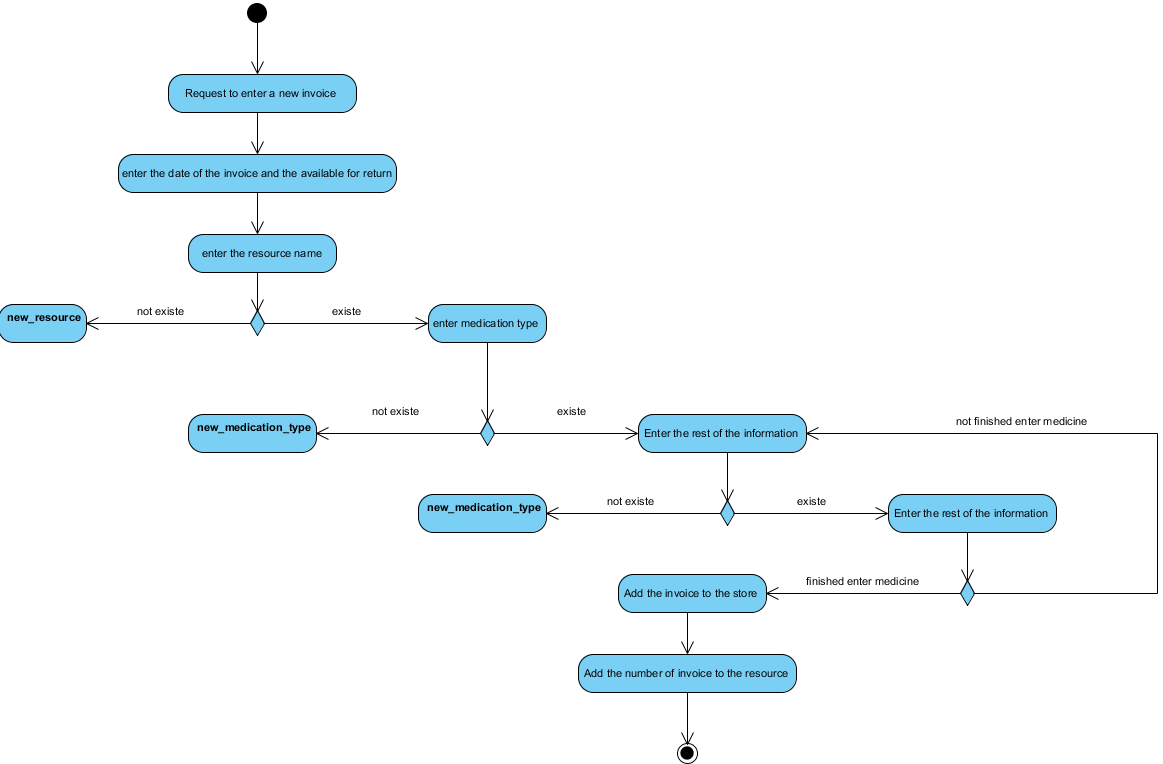 Request to enter a new invoice
enter the date of the invoice and the available for return
enter the resource name
not existe
existe
new_resource
enter medication type
not existe
existe
new_medication_type
Enter the rest of the information
not finished enter medicine
not existe
existe
new_medication_type
Enter the rest of the information
finished enter medicine
Add the invoice to the store
Add the number of invoice to the resource